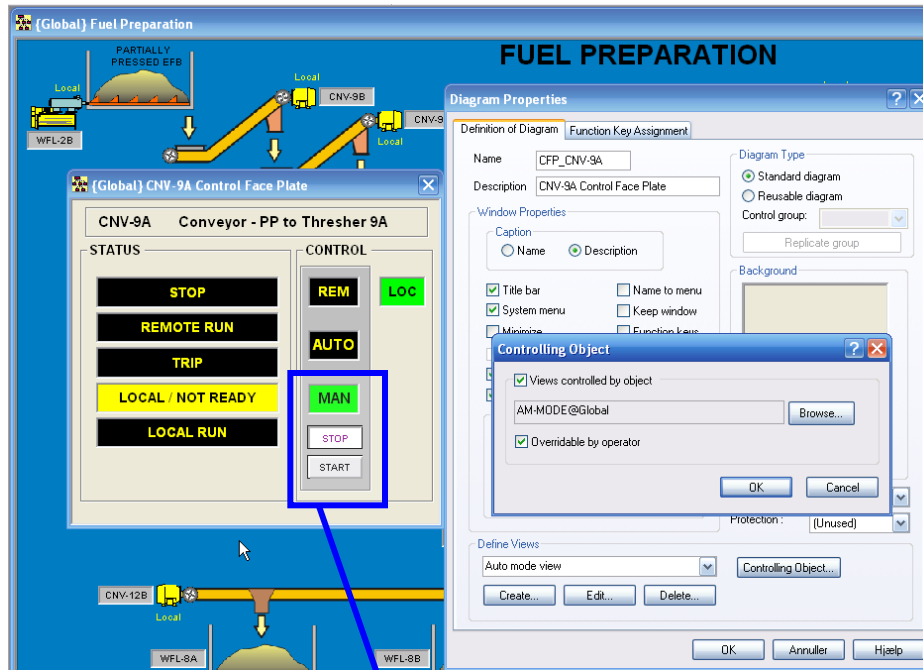 {Global} Fuel Preparation
FUEL PREPARATION
PARTIALLY
PRESSED EFB
Local
WFL-2B
Local
CNV-9B
CNV-9
Local
{Global} CNV-9A Control Face Plate
CNV-9A Conveyor - PP to Thresher 9A
STATUS
STOP
REMOTE RUN
TRIP
LOCAL / NOT READY
LOCAL RUN
CONTROL
REM
LOC
AUTO
MAN
STOP
START
CNV-12B
Local
WFL-8A
WFL-8B
Diagram Properties
Definition of Diagram
Function Key Assignment
Name
CFP_CNV-9A
Description
CNV-9A Control Face Plate
Window Properties
Caption
Name
Description
Title bar
Name to menu
System menu
Keep window
Minimize
Function keys
Diagram Type
Standard diagram
Reusable diagram
Control group:
Replicate group
Background
Controlling Object
Views controlled by object
AM-MODE@Global
Browse...
Overridable by operator
OK
Cancel
Protection :
(Unused)
Define Views
Auto mode view
Controlling Object...
Create...
Edit...
Delete...
OK
Annuller
Hjælp